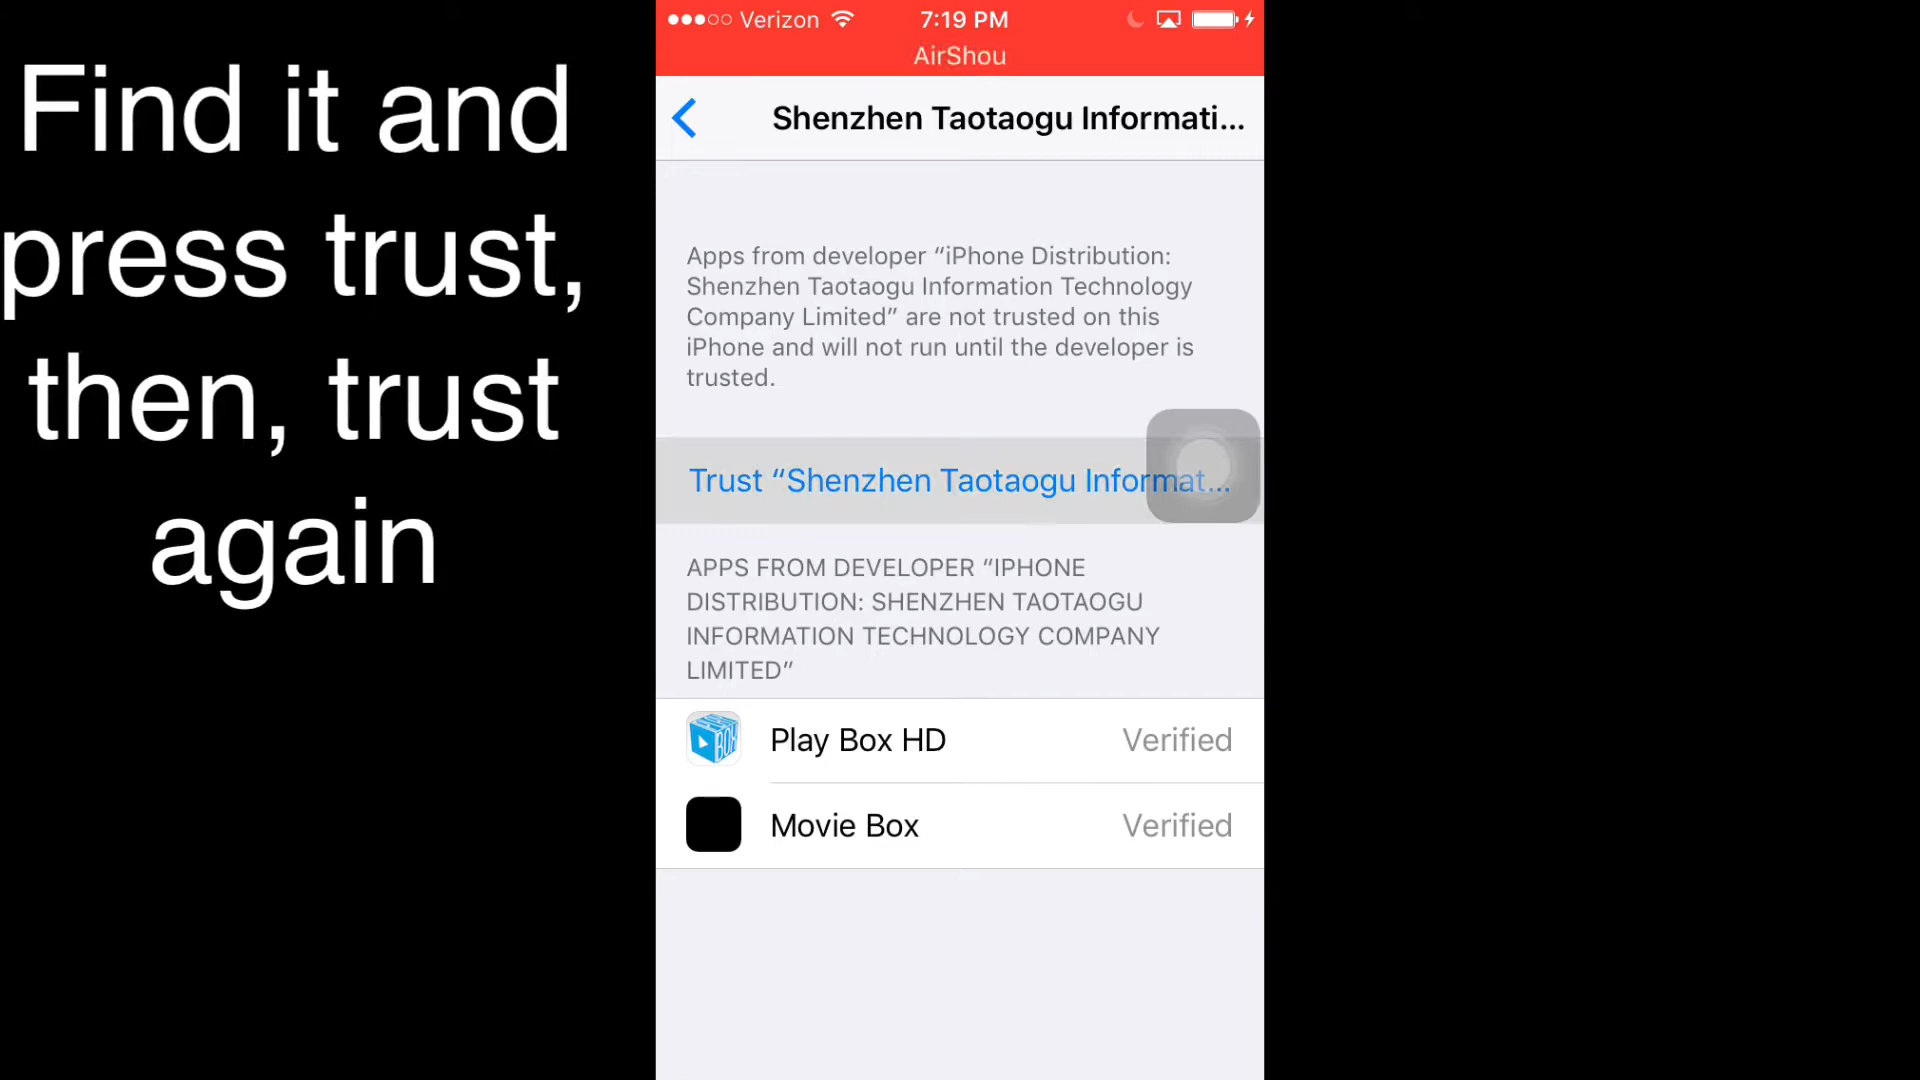 Find it and
press trust,
then, trust
again
Verizon
7:19 PM
AirShou
Shenzhen Taotaogu Informati...
Apps from developer “iPhone Distribution:
Shenzhen Taotaogu Information Technology
Company Limited” are not trusted on this
iPhone and will not run until the developer is
trusted.
Trust “Shenzhen Taotaogu Informat...
APPS FROM DEVELOPER “IPHONE
DISTRIBUTION: SHENZHEN TAOTAOGU
INFORMATION TECHNOLOGY COMPANY
LIMITED”
Play Box HD
Verified
Movie Box
Verified